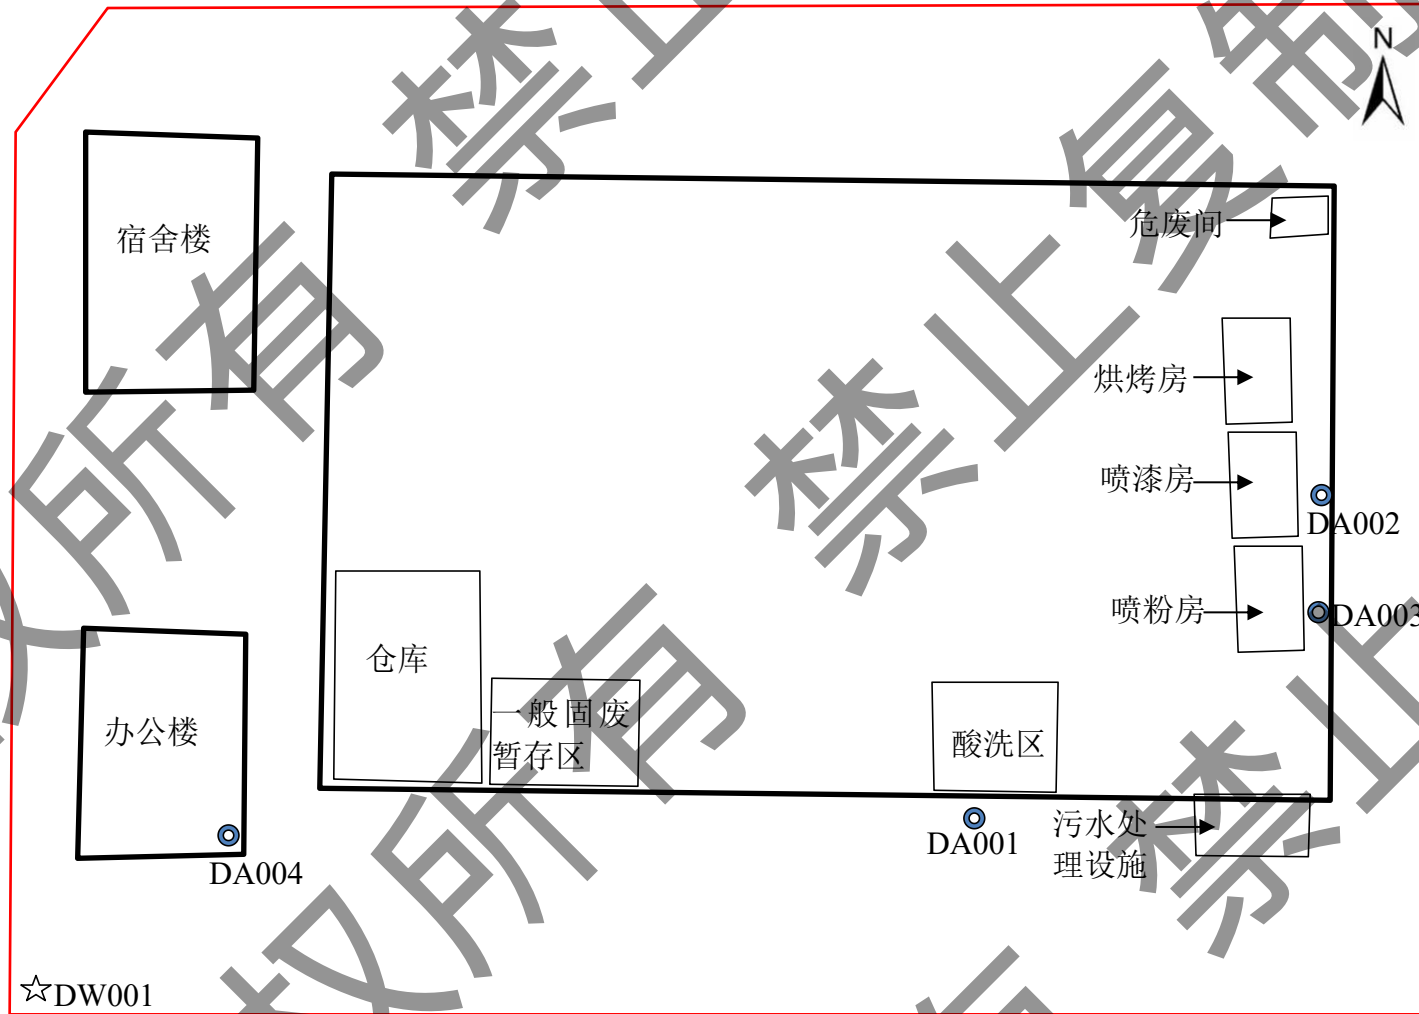 N
宿舍楼
危废间
烘烤房
喷漆房
DA002
喷粉房
DA003
仓库
一般固废
暂存区
办公楼
酸洗区
DA001
污水处
理设施
DA004
DW001
禁止
禁止复制
权所有
禁止
权所有
有